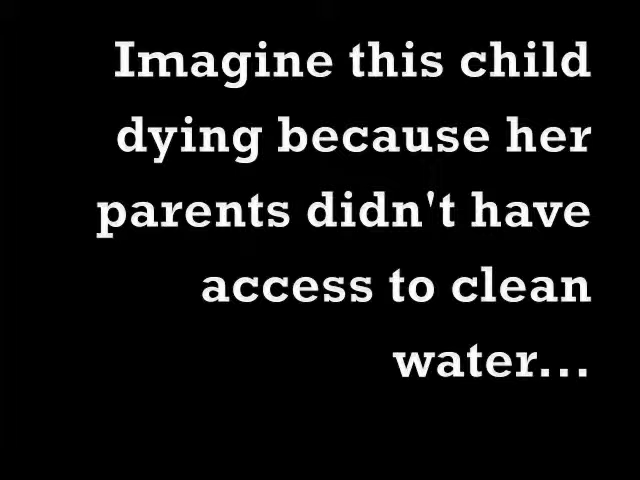 Imagine this child
dying because her
parents didn't have
access to clean
water...